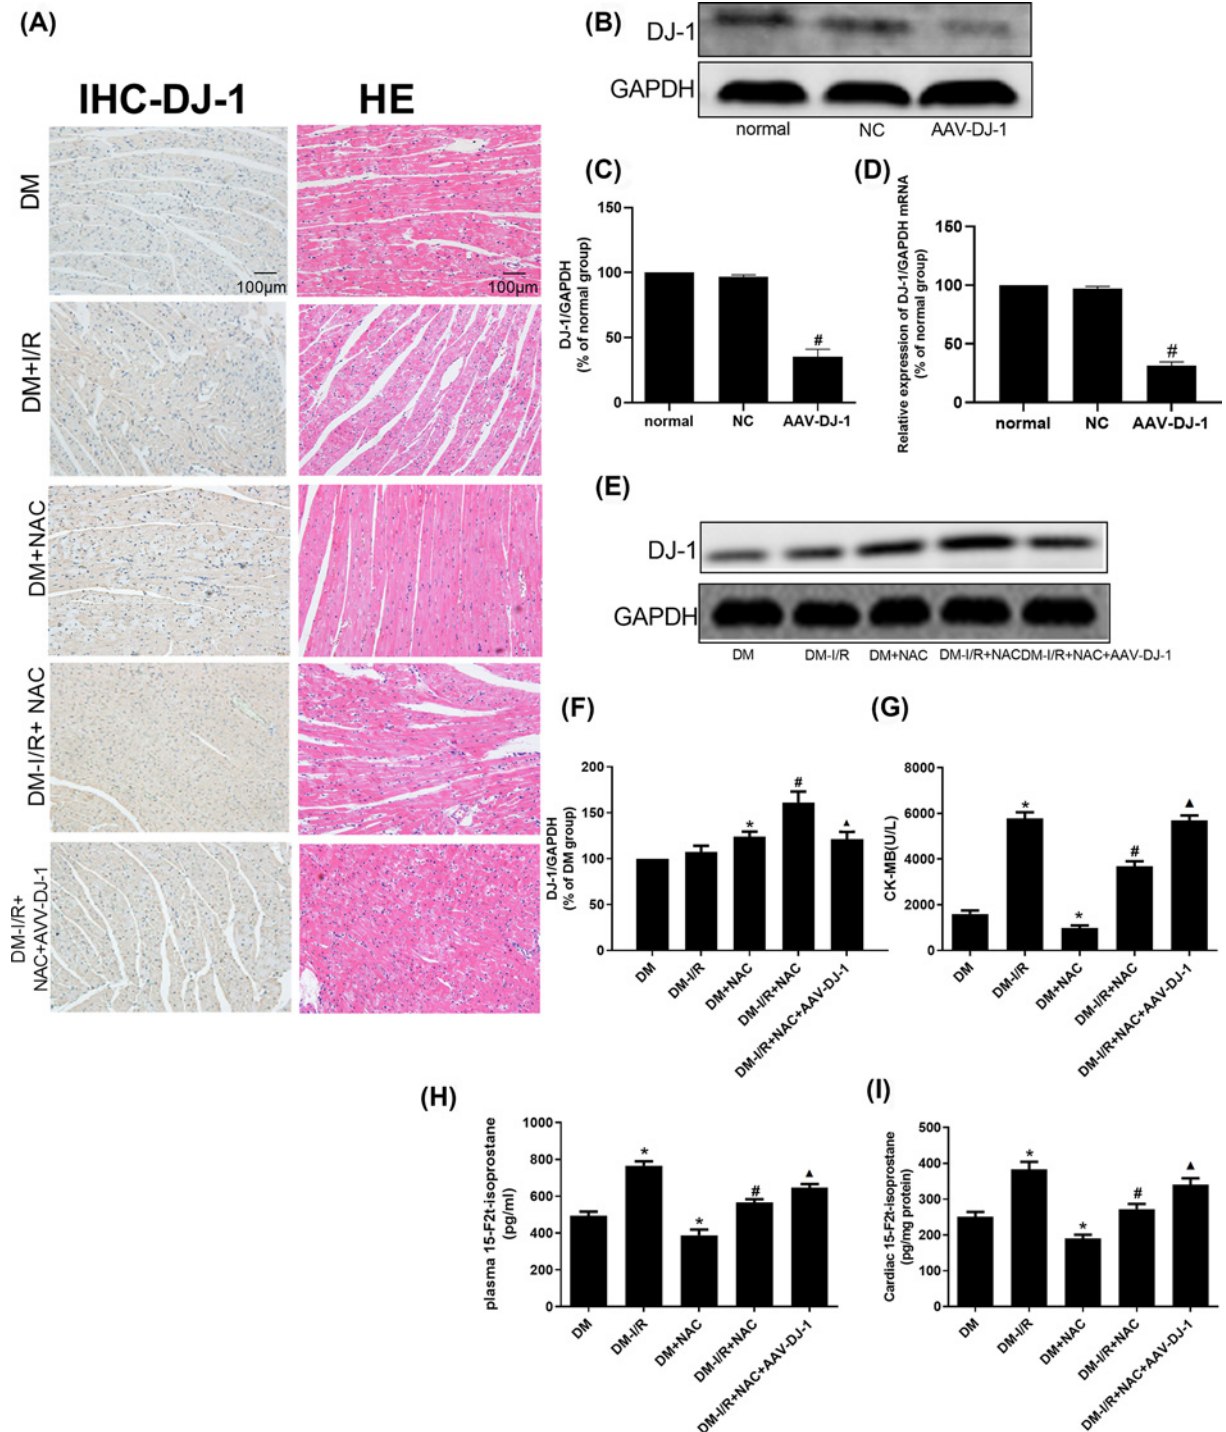 (A)
IHC-DJ-1
HE
DM
100μm
100μm
DM+I/R
DM+NAC
DM-I/R+ NAC
DM-I/R+
NAC+AVV-DJ-1
(B)
DJ-1
GAPDH
normal
NC
AAV-DJ-1
(C)
DJ-1/GAPDH
(% of normal group)
150
100
50
0
normal
NC
AAV-DJ-1
#
(D)
Relative expression of DJ-1/GAPDH mRNA
(% of normal group)
150
100
50
0
normal
NC
AAV-DJ-1
#
(E)
DJ-1
GAPDH
DM
DM-I/R
DM+NAC
DM-I/R+NAC
DM-I/R+NAC+AAV-DJ-1
(F)
DJ-1/GAPDH
(% of DM group)
200
150
100
50
0
*
#
▲
DM
DM-I/R
DM+NAC
DM-I/R+NAC
DM-I/R+NAC+AAV-DJ-1
(G)
CK-MB(U/L)
8000
6000
4000
2000
0
*
*
#
▲
DM
DM-I/R
DM+NAC
DM-I/R+NAC
DM-I/R+NAC+AAV-DJ-1
(H)
plasma 15-F2t-isoprostane
(pg/ml)
1000
800
600
400
200
0
*
*
#
▲
DM
DM-I/R
DM+NAC
DM-I/R+NAC
DM-I/R+NAC+AAV-DJ-1
(I)
Cardiac 15-F2t-isoprostane
(pg/mg protein)
500
400
300
200
100
0
*
*
#
▲
DM
DM-I/R
DM+NAC
DM-I/R+NAC
DM-I/R+NAC+AAV-DJ-1